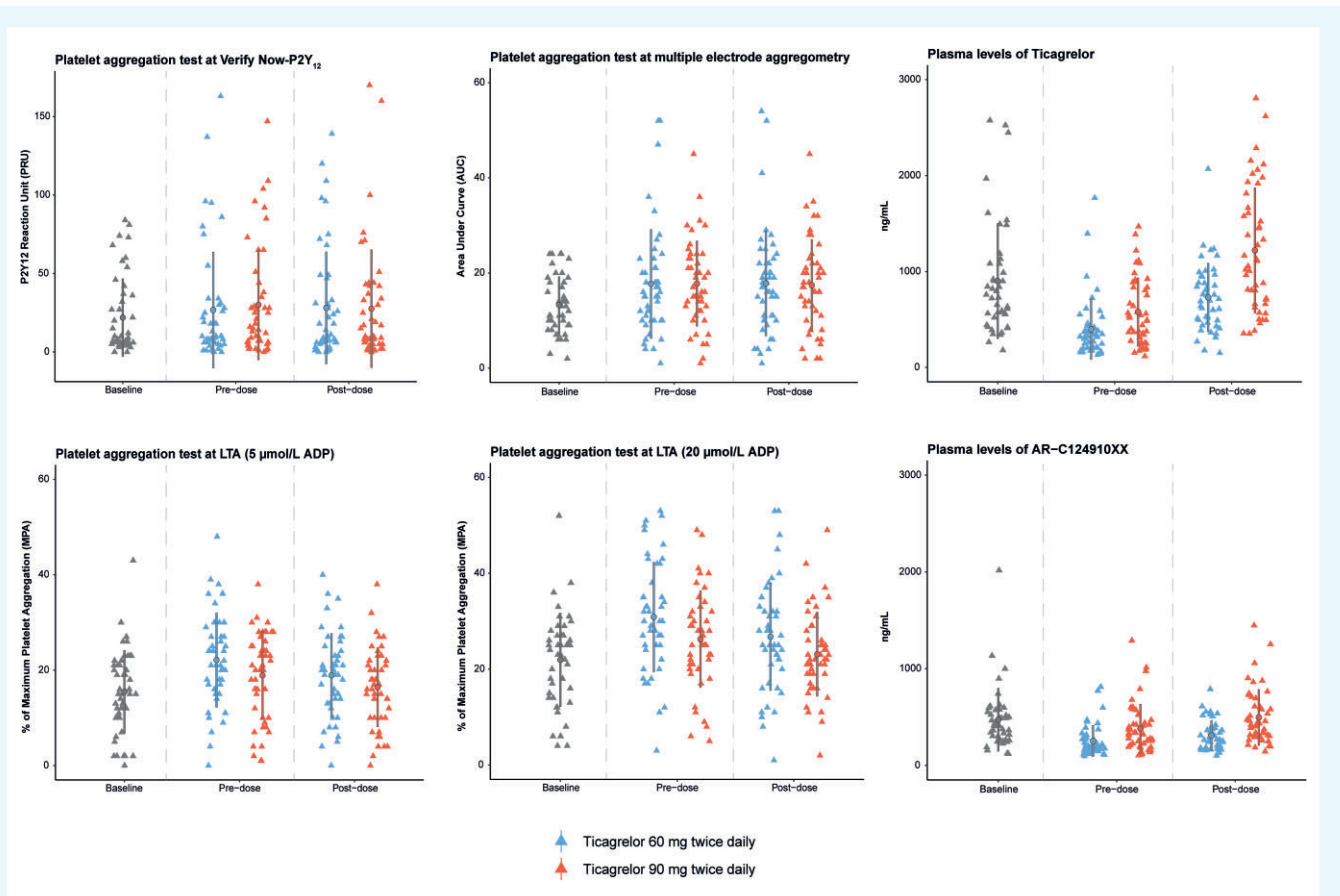 Platelet aggregation test at Verify Now-P2Y12
P2Y12 Reaction Unit (PRU)
150
100
50
0
Baseline
Pre−dose
Post−dose
Platelet aggregation test at multiple electrode aggregometry
Area Under Curve (AUC)
60
40
20
0
Baseline
Pre−dose
Post−dose
Plasma levels of Ticagrelor
ng/mL
3000
2000
1000
0
Baseline
Pre−dose
Post−dose
Platelet aggregation test at LTA (5 µmol/L ADP)
% of Maximum Platelet Aggregation (MPA)
60
40
20
0
Baseline
Pre−dose
Post−dose
Platelet aggregation test at LTA (20 µmol/L ADP)
% of Maximum Platelet Aggregation (MPA)
60
40
20
0
Baseline
Pre−dose
Post−dose
Plasma levels of AR−C124910XX
ng/mL
3000
2000
1000
0
Baseline
Pre−dose
Post−dose
Ticagrelor 60 mg twice daily
Ticagrelor 90 mg twice daily